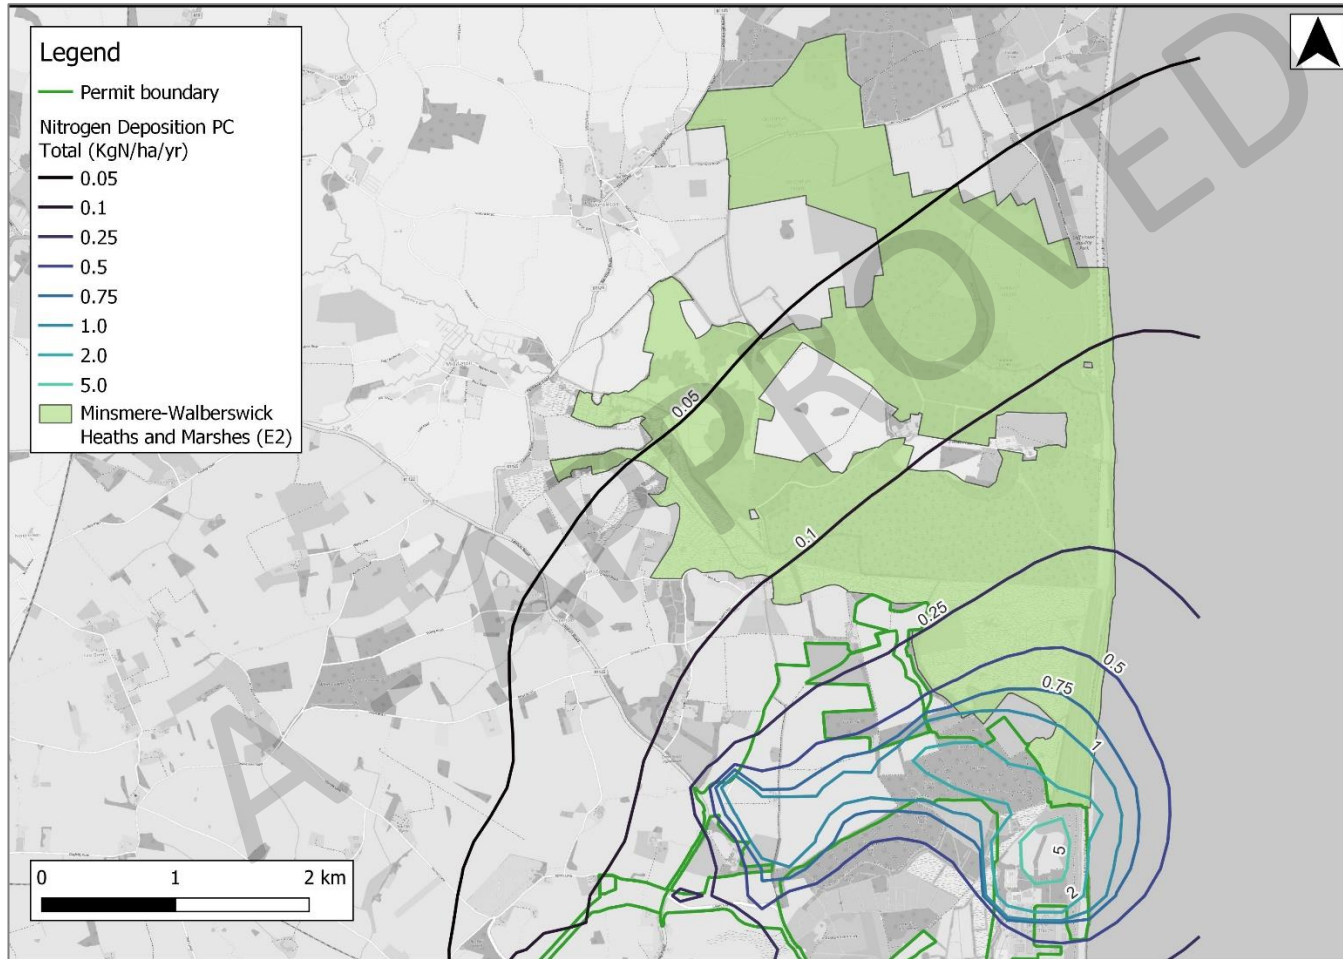 Legend
Permit boundary
Nitrogen Deposition PC
Total (KgN/ha/yr)
0.05
0.1
0.25
0.5
0.75
1.0
2.0
5.0
Minsmere-Walberswick
Heaths and Marshes (E2)
A - APPROVED
0.05
0.1
0.25
0.5
0.75
1
5
2
0 1 2 km